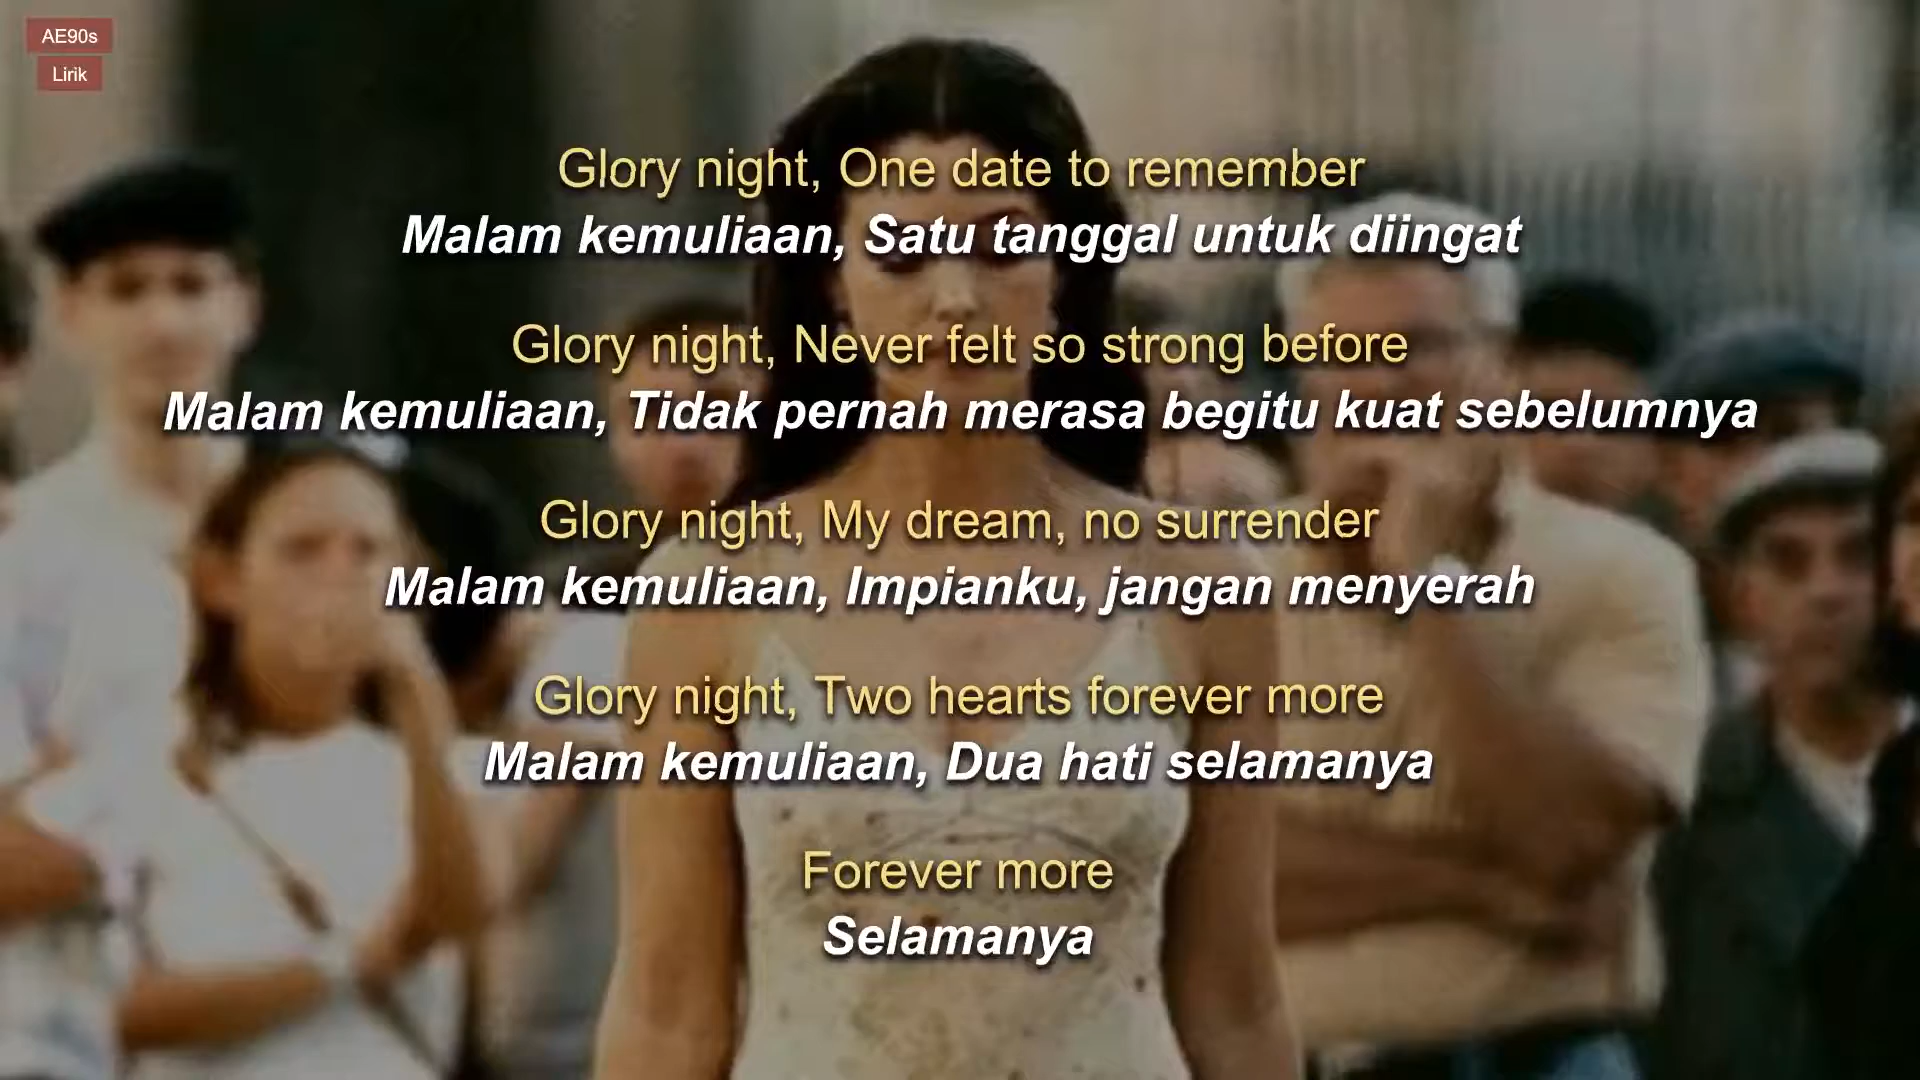 AE90s
Lirik
Glory night, One date to remember
Malam kemuliaan, Satu tanggal untuk diingat
Glory night, Never felt so strong before
Malam kemuliaan, Tidak pernah merasa begitu kuat sebelumnya
Glory night, My dream, no surrender
Malam kemuliaan, Impianku, jangan menyerah
Glory night, Two hearts forever more
Malam kemuliaan, Dua hati selamanya
Forever more
Selamanya